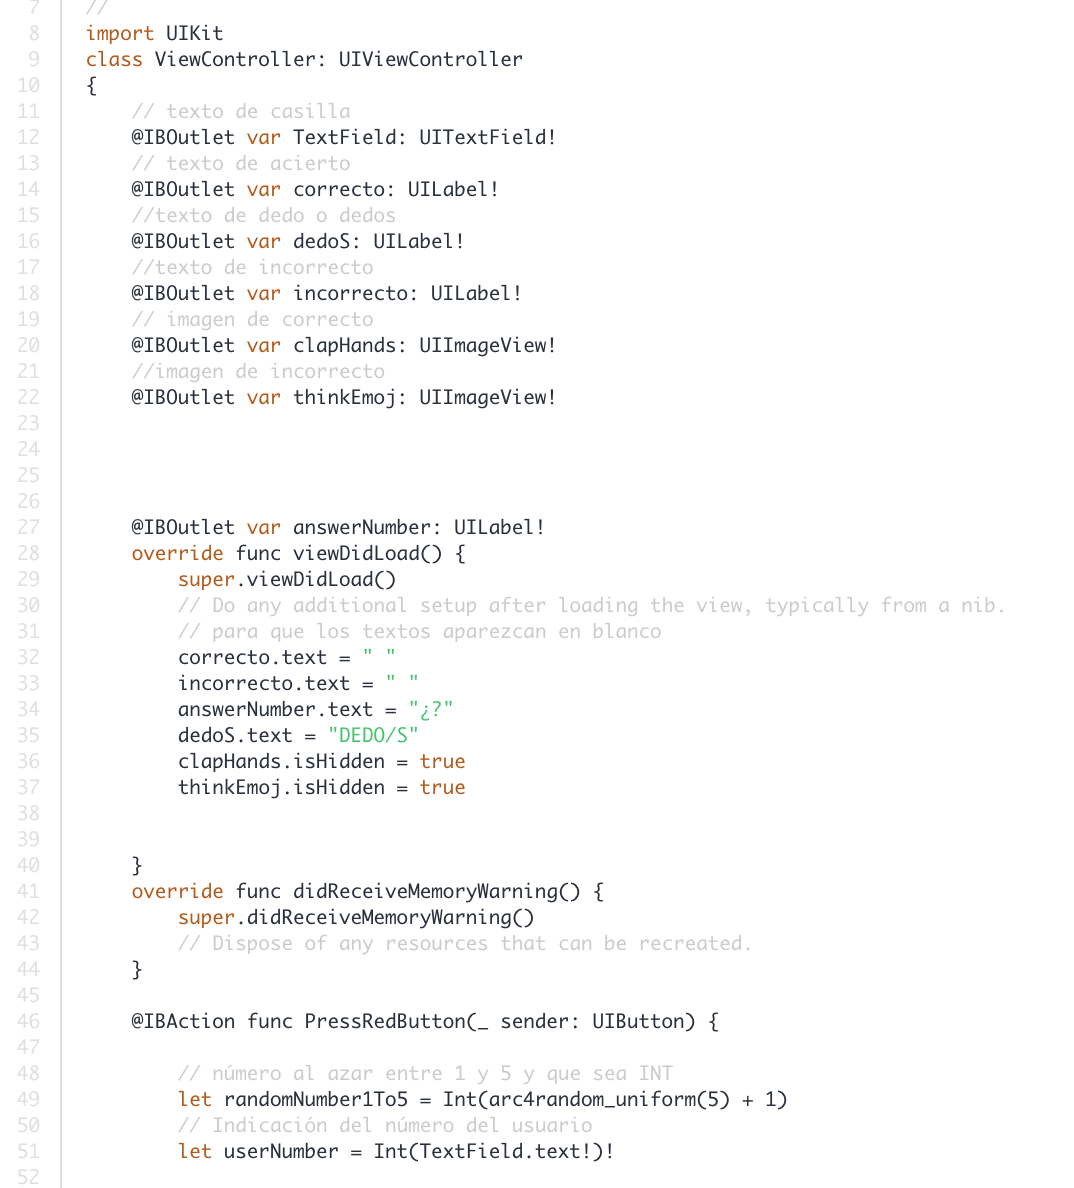 7 //
8 import UIKit
9 class ViewController: UIViewController
10 {
11 // texto de casilla
12 @IBOutlet var TextField: UITextField!
13 // texto de acierto
14 @IBOutlet var correcto: UILabel!
15 //texto de dedo o dedos
16 @IBOutlet var dedoS: UILabel!
17 //texto de incorrecto
18 @IBOutlet var incorrecto: UILabel!
19 // imagen de correcto
20 @IBOutlet var clapHands: UIImageView!
21 //imagen de incorrecto
22 @IBOutlet var thinkEmoj: UIImageView!
23
24
25
26
27 @IBOutlet var answerNumber: UILabel!
28 override func viewDidLoad() {
29 super.viewDidLoad()
30 // Do any additional setup after loading the view, typically from a nib.
31 // para que los textos aparezcan en blanco
32 correcto.text = " "
33 incorrecto.text = " "
34 answerNumber.text = "¿?"
35 dedoS.text = "DEDO/S"
36 clapHands.isHidden = true
37 thinkEmoj.isHidden = true
38
39
40 }
41 override func didReceiveMemoryWarning() {
42 super.didReceiveMemoryWarning()
43 // Dispose of any resources that can be recreated.
44 }
45
46 @IBAction func PressRedButton(_ sender: UIButton) {
47
48 // número al azar entre 1 y 5 y que sea INT
49 let randomNumber1To5 = Int(arc4random_uniform(5) + 1)
50 // Indicación del número del usuario
51 let userNumber = Int(TextField.text!)!
52